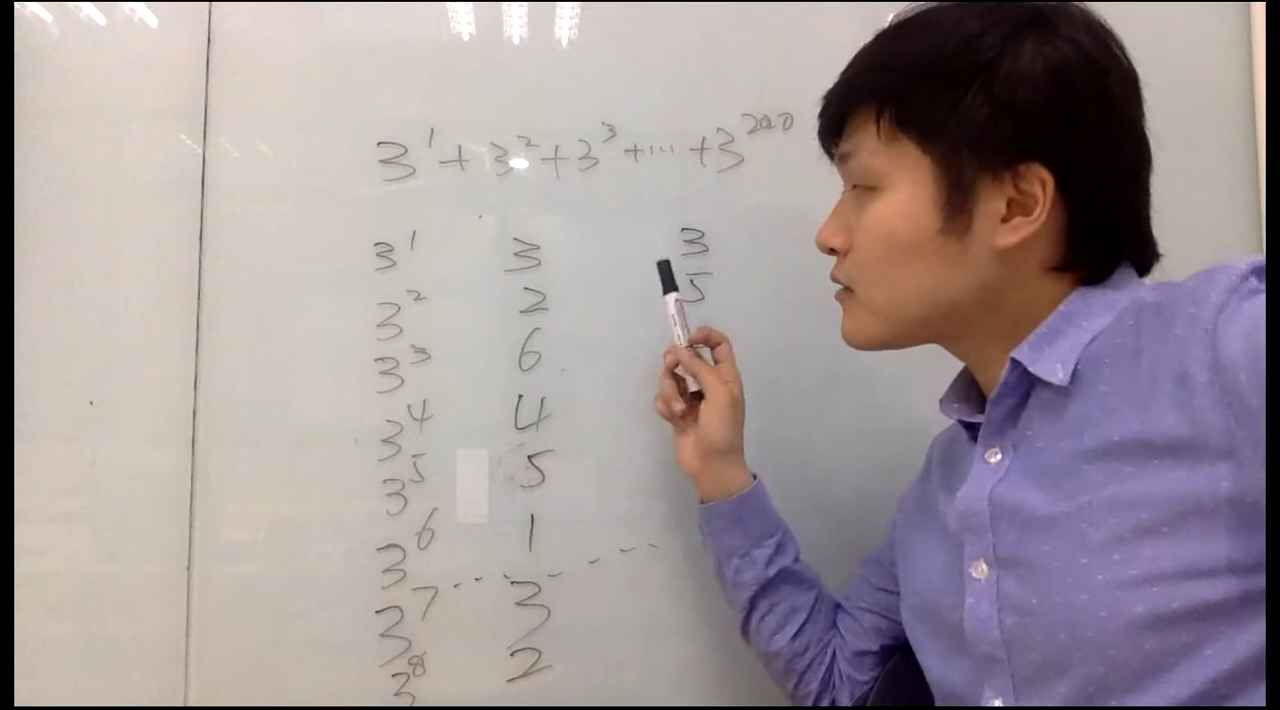 3¹ + 3² + 3³ + ... + 3²⁰⁰
3¹ 3 3
3² 2 5
3³ 6
3⁴ 4
3⁵ 5
3⁶ 1
3⁷ 3
3⁸ 2